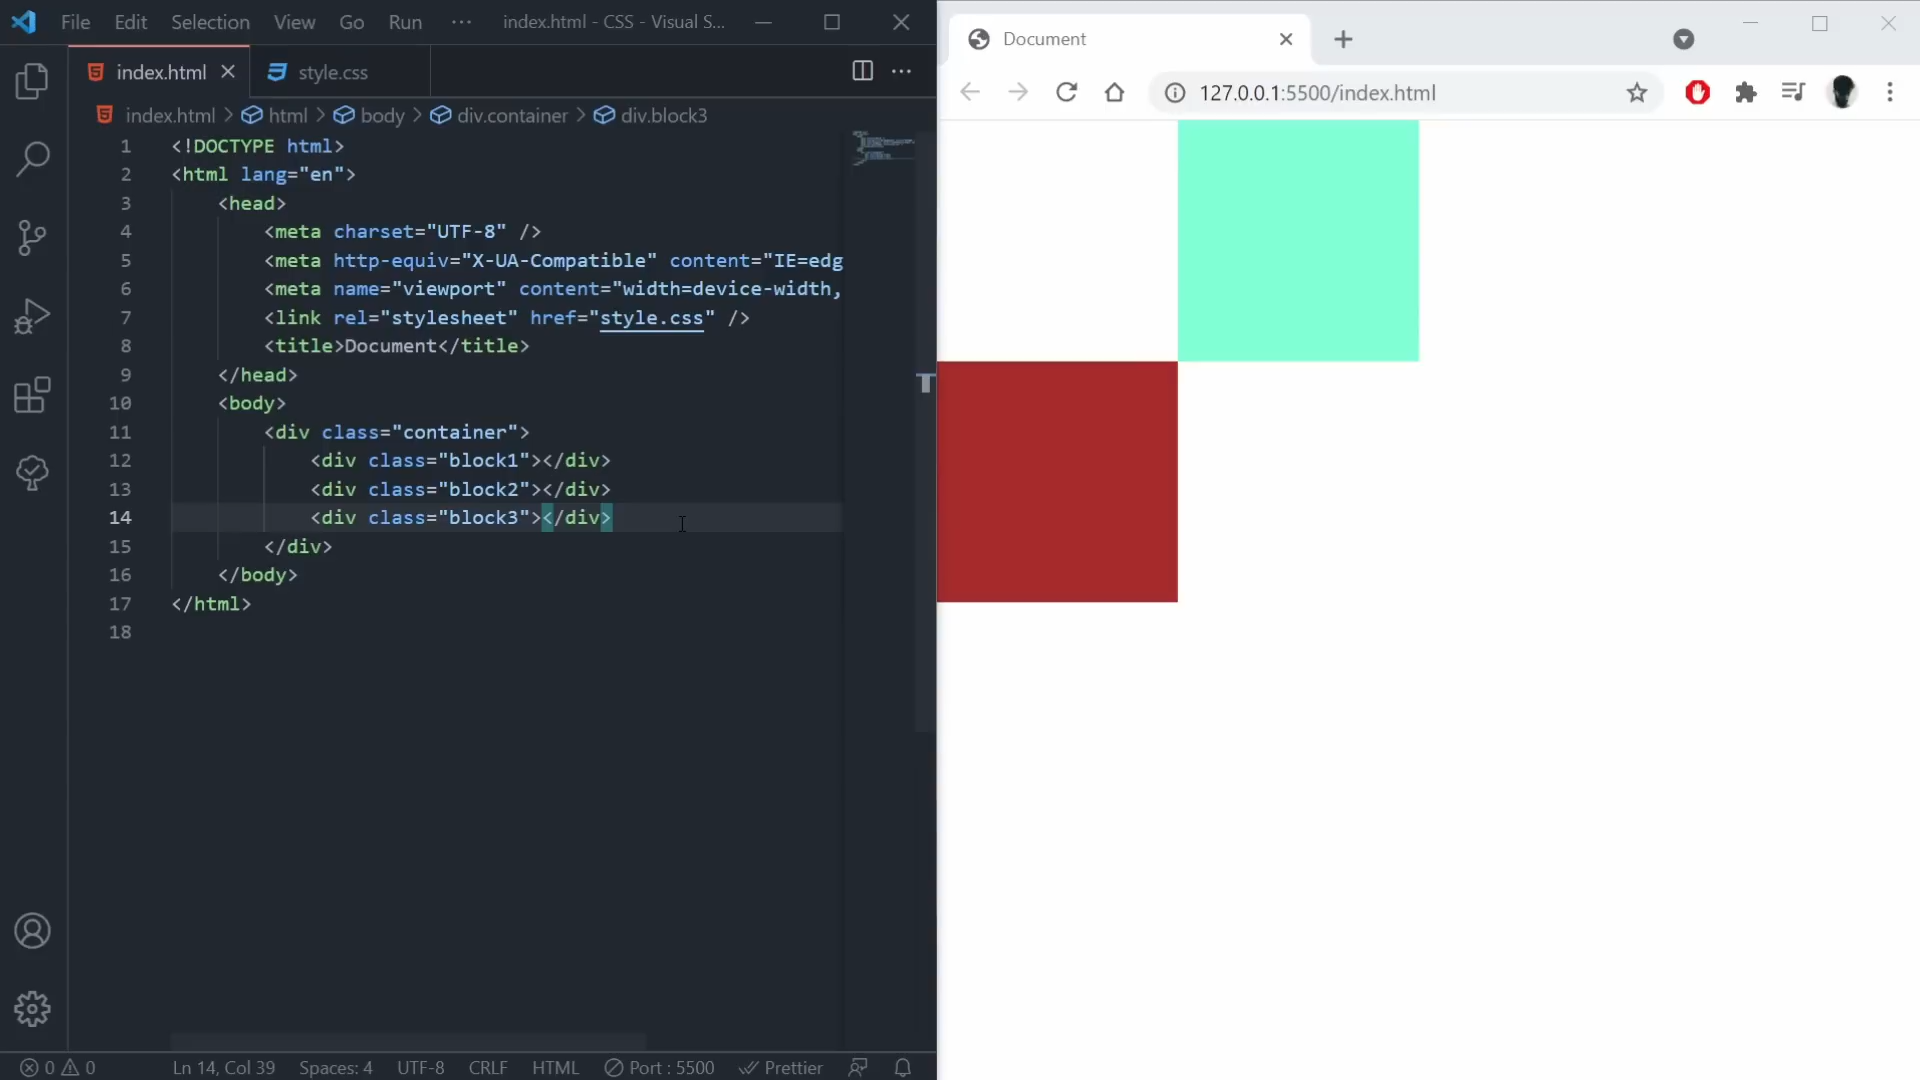 File Edit Selection View Go Run ··· index.html - CSS - Visual S...
index.html style.css
index.html > html > body > div.container > div.block3
1 <!DOCTYPE html>
2 <html lang="en">
3 <head>
4 <meta charset="UTF-8" />
5 <meta http-equiv="X-UA-Compatible" content="IE=edg
6 <meta name="viewport" content="width=device-width,
7 <link rel="stylesheet" href="style.css" />
8 <title>Document</title>
9 </head>
10 <body>
11 <div class="container">
12 <div class="block1"></div>
13 <div class="block2"></div>
14 <div class="block3"></div>
15 </div>
16 </body>
17 </html>
18
0 0 Ln 14, Col 39 Spaces: 4 UTF-8 CRLF HTML Port : 5500 Prettier
Document
127.0.0.1:5500/index.html